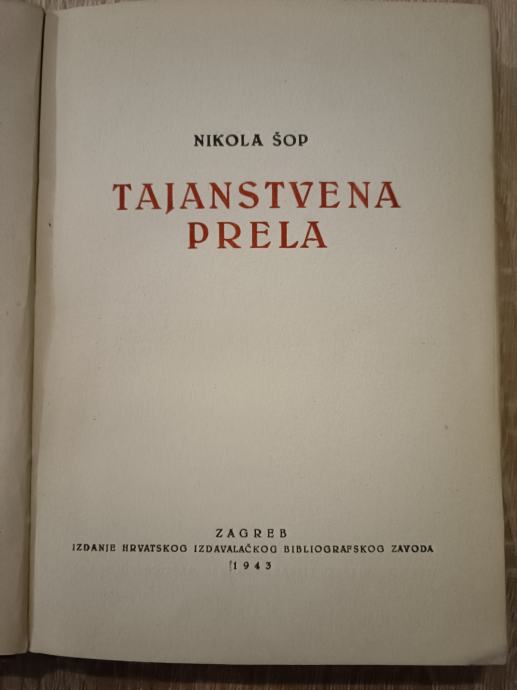 NIKOLA ŠOP
TAJANSTVENA
PRELA
ZAGREB
IZDANJE HRVATSKOG IZDAVALAČKOG BIBLIOGRAFSKOG ZAVODA
1943